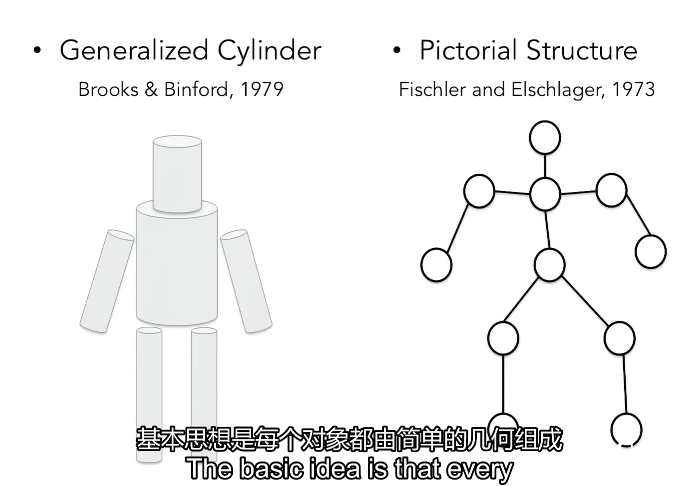 • Generalized Cylinder
Brooks & Binford, 1979
• Pictorial Structure
Fischler and Elschlager, 1973
基本思想是每个对象都由简单的几何组成
The basic idea is that every